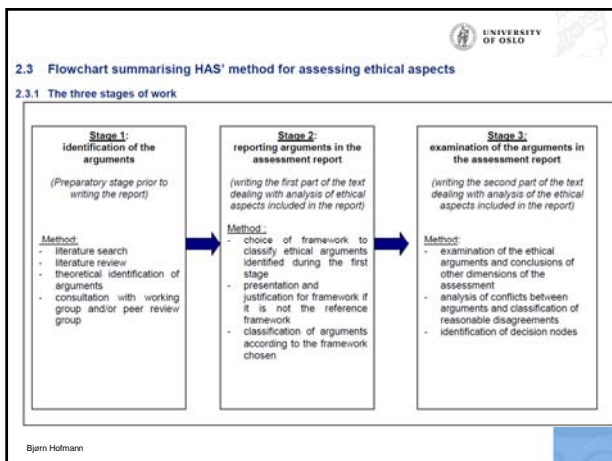 UNIVERSITY
OF OSLO
2.3 Flowchart summarising HAS' method for assessing ethical aspects
2.3.1 The three stages of work
Stage 1:
identification of the
arguments
(Preparatory stage prior to
writing the report)
Method:
- literature search
- literature review
- theoretical identification of
arguments
- consultation with working
group and/or peer review
group
Stage 2:
reporting arguments in the
assessment report
(writing the first part of the text
dealing with analysis of ethical
aspects included in the report)
Method :
- choice of framework to
classify ethical arguments
identified during the first
stage
- presentation and
justification for framework if
it is not the reference
framework
- classification of arguments
according to the framework
chosen
Stage 3:
examination of the arguments in
the assessment report
(writing the second part of the text
dealing with analysis of the ethical
aspects included in the report)
Method:
- examination of the ethical
arguments and conclusions of
other dimensions of the
assessment
- analysis of conflicts between
arguments and classification of
reasonable disagreements
- identification of decision nodes
Bjørn Hofmann